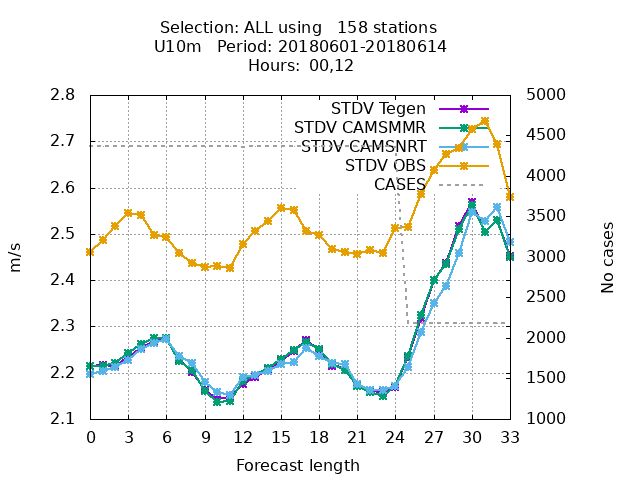 Selection: ALL using   158 stations
U10m   Period: 20180601-20180614
Hours:  00,12
STDV Tegen
STDV CAMSMMR
STDV CAMSNRT
STDV OBS
CASES
2.8
2.7
2.6
2.5
2.4
2.3
2.2
2.1
m/s
5000
4500
4000
3500
3000
2500
2000
1500
1000
No cases
0 3 6 9 12 15 18 21 24 27 30 33
Forecast length